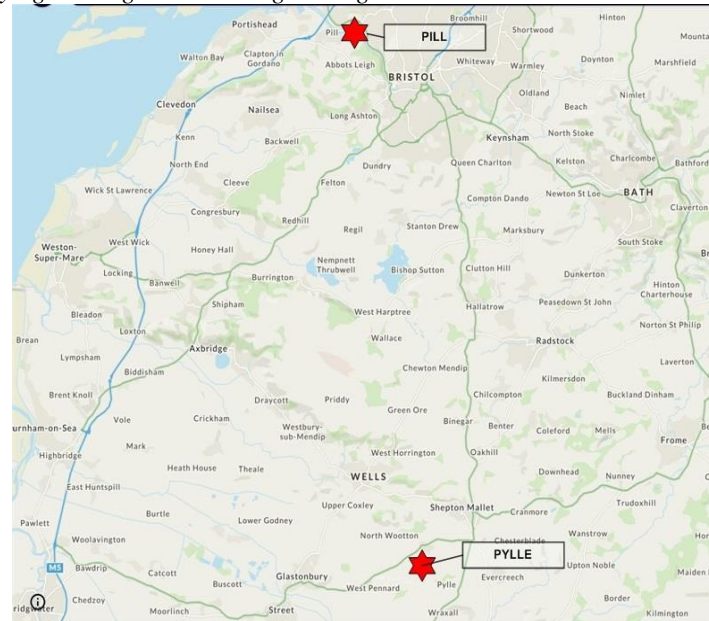 Portishead
Broomhill
Shortwood
Hinton
Pill
PILL
Clapton in
Gordano
Walton Bay
Abbots Leigh
Whiteway
Warmley
Doynton
Marshfield
BRISTOL
Oldland
Nimlet
Clevedon
Nailsea
Beach
Long Ashton
Kenn
Backwell
Keynsham
North Stoke
North End
Dundry
Queen Charlton
Kelston
Charlcombe
Bathford
Wick St Lawrence
Cleeve
Felton
Compton Dando
Newton St Loe
BATH
Congresbury
Redhill
Claverton
Regil
Stanton Drew
Marksbury
Weston-
Super-Mare
West Wick
Honey Hall
South Stoke
Locking
Banwell
Burrington
Nempnett
Thrubwell
Bishop Sutton
Clutton Hill
Dunkerton
Hinton
Charterhouse
Shipham
Hallatrow
Peasedown St John
Bleadon
West Harptree
Norton St Philip
Brean
Loxton
Wallace
Radstock
Lympsham
Axbridge
Laverton
Biddisham
Chewton Mendip
Kilmersdon
Brent Knoll
Draycott
Priddy
Chilcompton
Buckland Dinham
Green Ore
urnham-on-Sea
Vole
Crickham
Westbury-
sub-Mendip
Binegar
Benter
Coleford
Mells
Frome
Highbridge
Mark
West Horrington
Oakhill
Heath House
Theale
WELLS
Downhead
Nunney
East Huntspill
Upper Coxley
Shepton Mallet
Cranmore
Trudoxhill
Pawlett
Burtle
Lower Godney
Woolavington
North Wootton
Chesterblade
Wanstrow
M5
Bawdrip
Catcott
PYLLE
Upton Noble
Maiden
Buscott
Glastonbury
West Pennard
Pylle
Evercreech
Chedzoy
Moorlinch
Street
Wraxall
Border
Kilmington